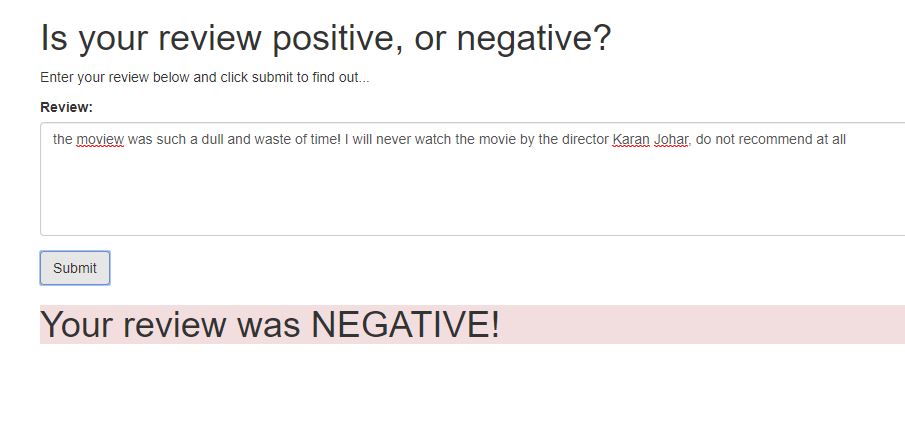 Is your review positive, or negative?
Enter your review below and click submit to find out...
Review:
the moview was such a dull and waste of time! I will never watch the movie by the director Karan Johar, do not recommend at all
Submit
Your review was NEGATIVE!